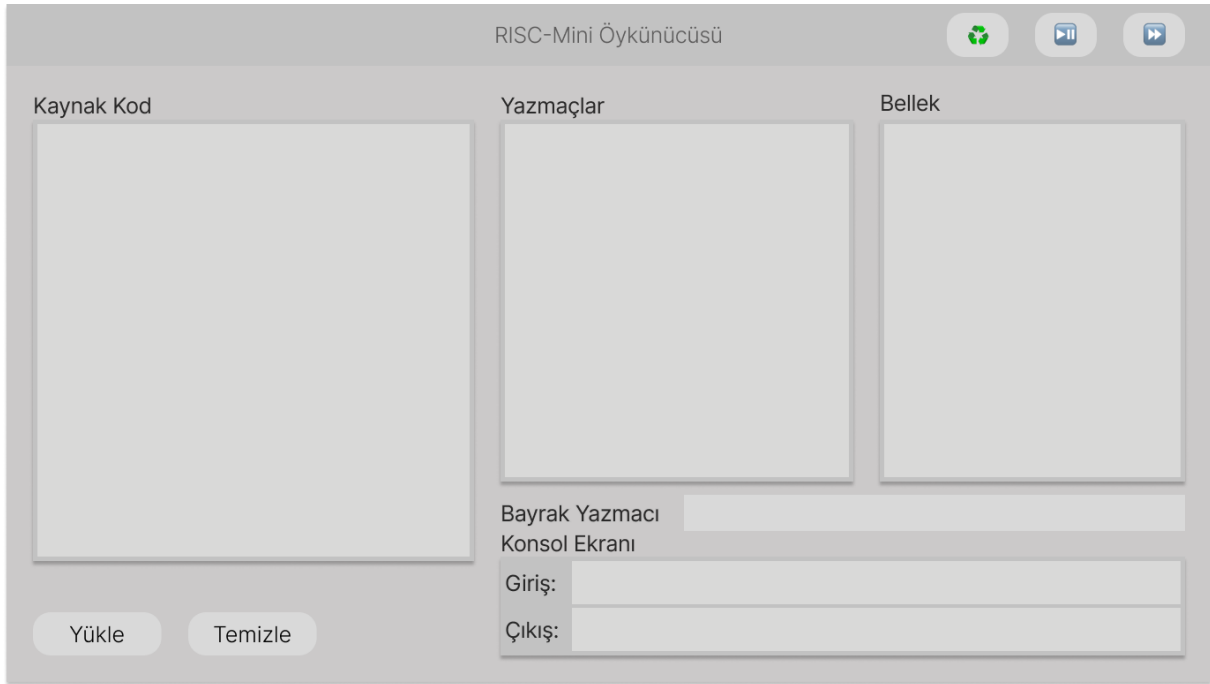 RISC-Mini Öykünücüsü
Kaynak Kod
Yazmaçlar
Bellek
Bayrak Yazmacı
Konsol Ekranı
Giriş:
Çıkış:
Yükle
Temizle